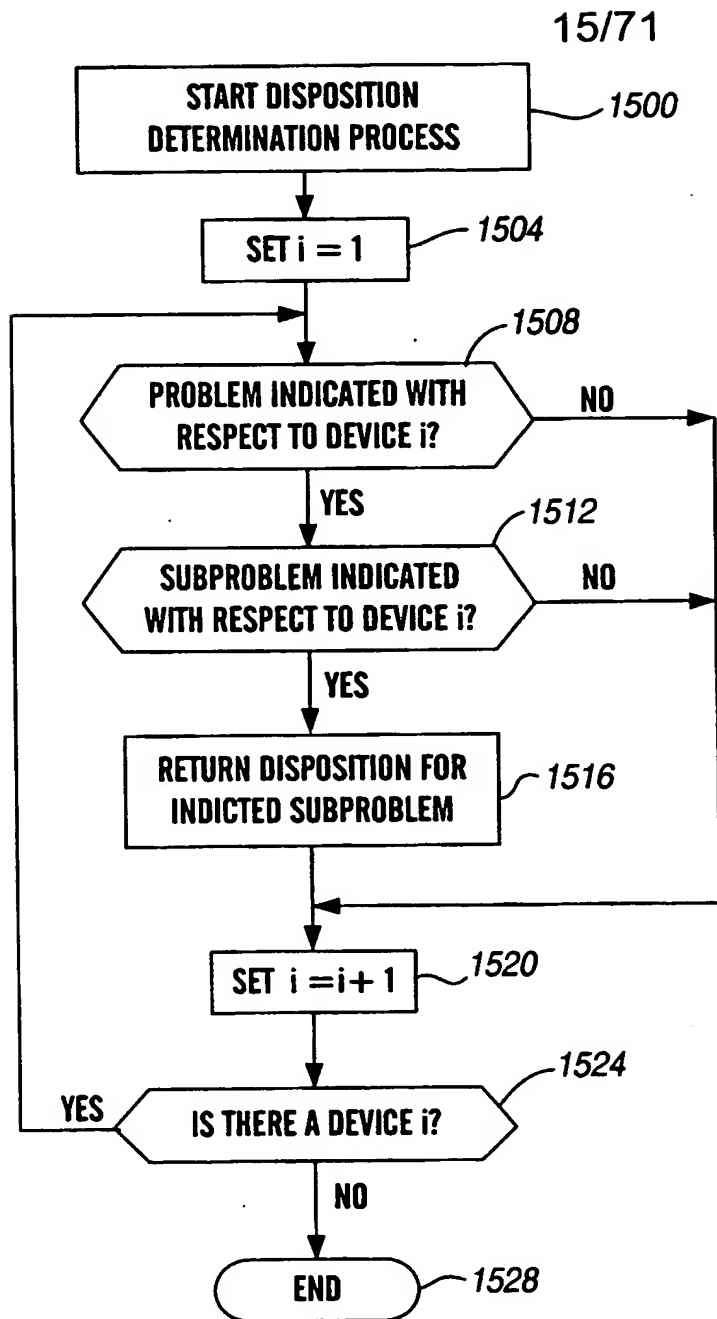 15/71
START DISPOSITION
DETERMINATION PROCESS
1500
SET i = 1
1504
1508
PROBLEM INDICATED WITH
RESPECT TO DEVICE i?
NO
YES
1512
SUBPROBLEM INDICATED
WITH RESPECT TO DEVICE i?
NO
YES
RETURN DISPOSITION FOR
INDICTED SUBPROBLEM
1516
SET i =i+ 1
1520
1524
YES
IS THERE A DEVICE i?
NO
END
1528